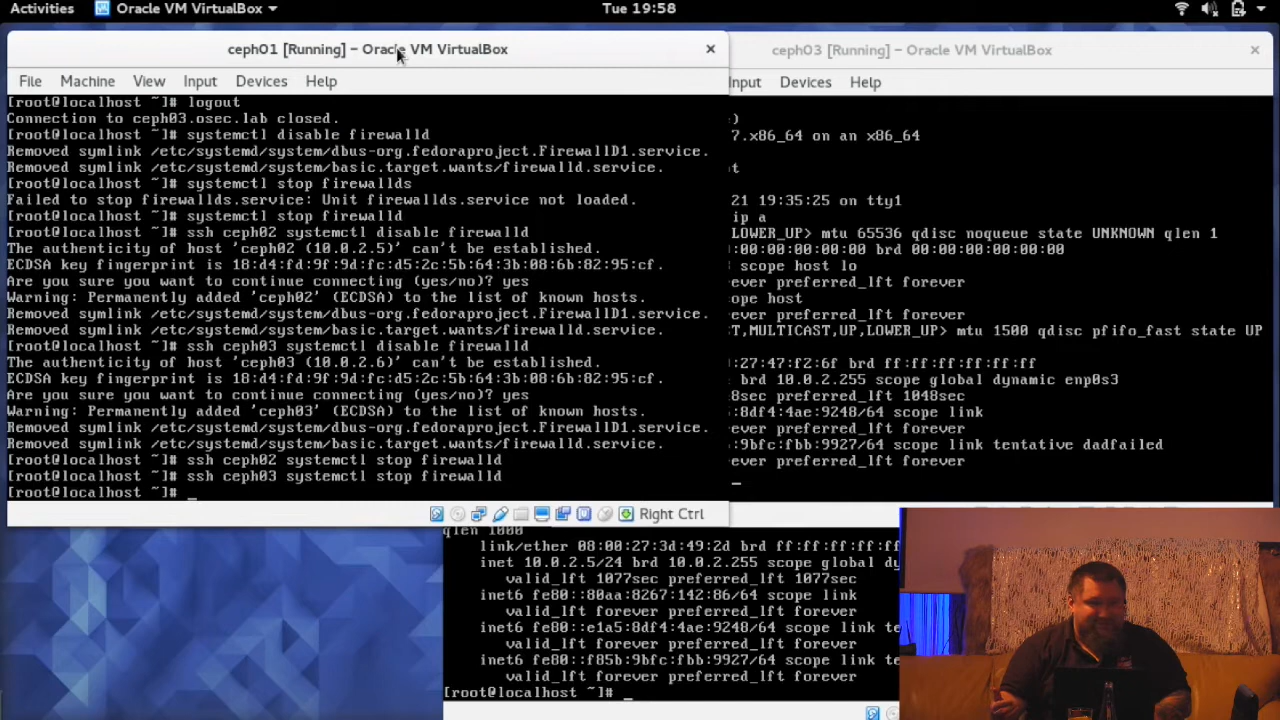 Activities Oracle VM VirtualBox Tue 19:58
ceph01 [Running] – Oracle VM VirtualBox
File Machine View Input Devices Help
[root@localhost ~]# logout
Connection to ceph03.osec.lab closed.
[root@localhost ~]# systemctl disable firewalld
Removed symlink /etc/systemd/system/dbus-org.fedoraproject.FirewallD1.service.
Removed symlink /etc/systemd/system/basic.target.wants/firewalld.service.
[root@localhost ~]# systemctl stop firewallds
Failed to stop firewallds.service: Unit firewallds.service not loaded.
[root@localhost ~]# systemctl stop firewalld
[root@localhost ~]# ssh ceph02 systemctl disable firewalld
The authenticity of host 'ceph02 (10.0.2.5)' can't be established.
ECDSA key fingerprint is 18:d4:fd:9f:9d:fc:d5:2c:5b:64:3b:08:6b:82:95:cf.
Are you sure you want to continue connecting (yes/no)? yes
Warning: Permanently added 'ceph02' (ECDSA) to the list of known hosts.
Removed symlink /etc/systemd/system/dbus-org.fedoraproject.FirewallD1.service.
Removed symlink /etc/systemd/system/basic.target.wants/firewalld.service.
[root@localhost ~]# ssh ceph03 systemctl disable firewalld
The authenticity of host 'ceph03 (10.0.2.6)' can't be established.
ECDSA key fingerprint is 18:d4:fd:9f:9d:fc:d5:2c:5b:64:3b:08:6b:82:95:cf.
Are you sure you want to continue connecting (yes/no)? yes
Warning: Permanently added 'ceph03' (ECDSA) to the list of known hosts.
Removed symlink /etc/systemd/system/dbus-org.fedoraproject.FirewallD1.service.
Removed symlink /etc/systemd/system/basic.target.wants/firewalld.service.
[root@localhost ~]# ssh ceph02 systemctl stop firewalld
[root@localhost ~]# ssh ceph03 systemctl stop firewalld
[root@localhost ~]# _
Right Ctrl
ceph03 [Running] – Oracle VM VirtualBox
Input Devices Help
)
7.x86_64 on an x86_64
t
21 19:35:25 on tty1
ip a
LOWER_UP> mtu 65536 qdisc noqueue state UNKNOWN qlen 1
:00:00:00:00:00 brd 00:00:00:00:00:00
scope host lo
ever preferred_lft forever
ope host
ever preferred_lft forever
T,MULTICAST,UP,LOWER_UP> mtu 1500 qdisc pfifo_fast state UP
:27:47:f2:6f brd ff:ff:ff:ff:ff:ff
brd 10.0.2.255 scope global dynamic enp0s3
8sec preferred_lft 1048sec
:8df4:4ae:9248/64 scope link
ever preferred_lft forever
:9bfc:fbb:9927/64 scope link tentative dadfailed
ever preferred_lft forever
_
qlen 1000
link/ether 08:00:27:3d:49:2d brd ff:ff:ff:ff:ff
inet 10.0.2.5/24 brd 10.0.2.255 scope global dy
valid_lft 1077sec preferred_lft 1077sec
inet6 fe80::80aa:8267:142:86/64 scope link
valid_lft forever preferred_lft forever
inet6 fe80::e1a5:8df4:4ae:9248/64 scope link te
valid_lft forever preferred_lft forever
inet6 fe80::f85b:9bfc:fbb:9927/64 scope link te
valid_lft forever preferred_lft forever
[root@localhost ~]# _